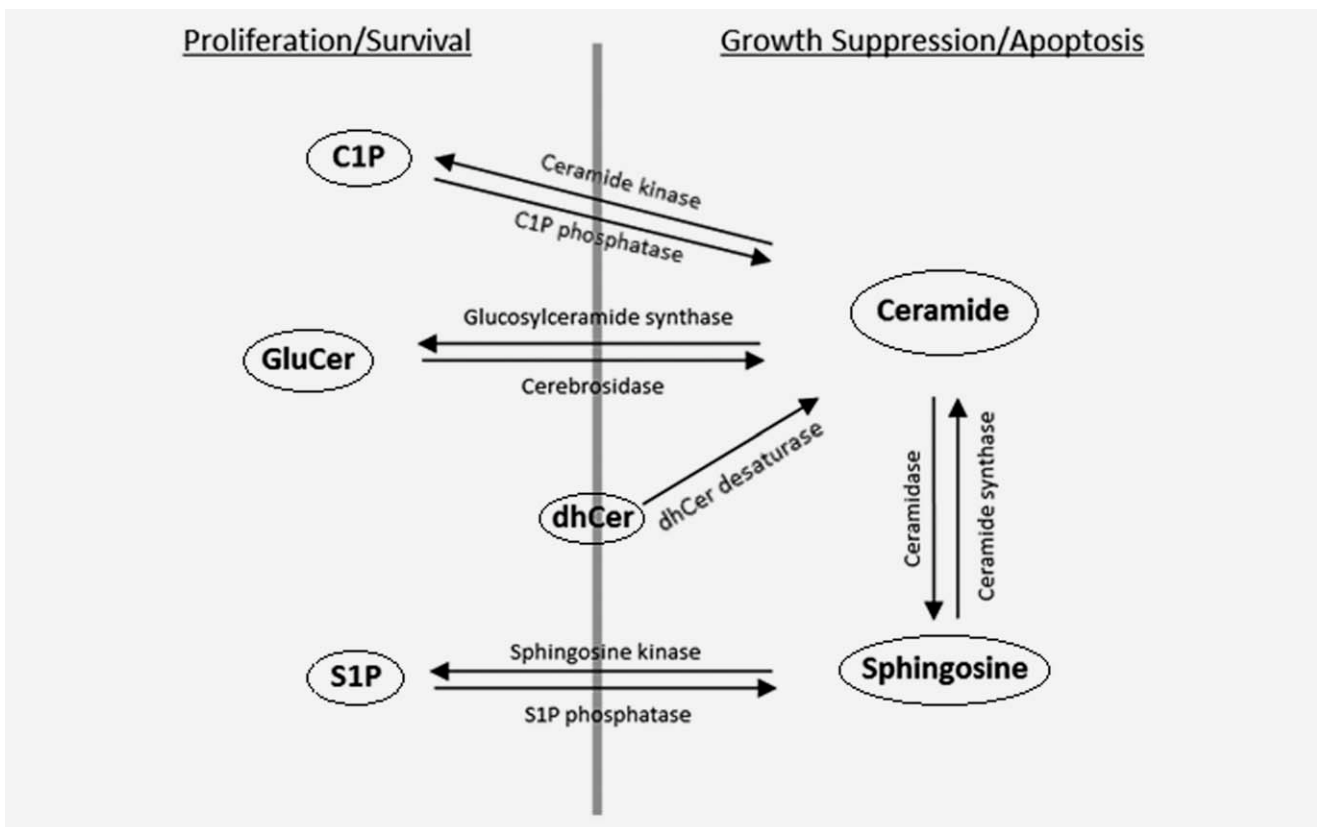 Proliferation/Survival
Growth Suppression/Apoptosis
C1P
Ceramide kinase
C1P phosphatase
Ceramide
Glucosylceramide synthase
GluCer
Cerebrosidase
dhCer
dhCer desaturase
Ceramidase
Ceramide synthase
Sphingosine kinase
S1P
Sphingosine
S1P phosphatase